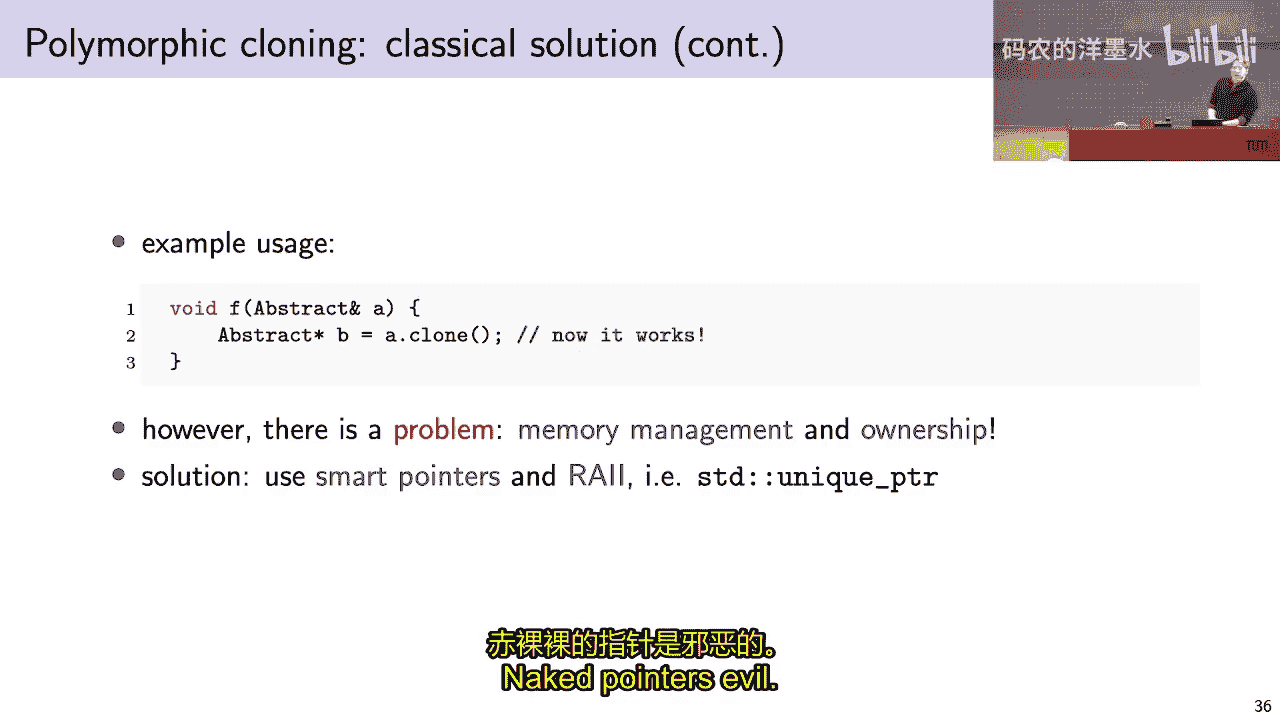 Polymorphic cloning: classical solution (cont.)
码农的洋墨水 bilibili
TUM
• example usage:
1 void f(Abstract& a) {
2 Abstract* b = a.clone(); // now it works!
3 }
• however, there is a problem: memory management and ownership!
• solution: use smart pointers and RAII, i.e. std::unique_ptr
赤裸裸的指针是邪恶的。
Naked pointers evil.
36